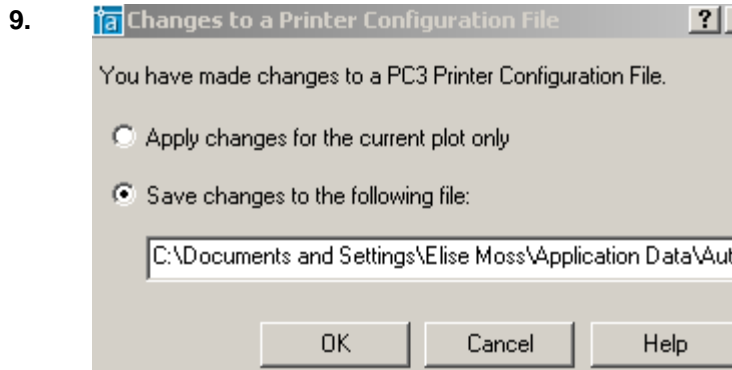 9.
Changes to a Printer Configuration File
You have made changes to a PC3 Printer Configuration File.
Apply changes for the current plot only
Save changes to the following file:
C:\Documents and Settings\Elise Moss\Application Data\Aut
OK Cancel Help